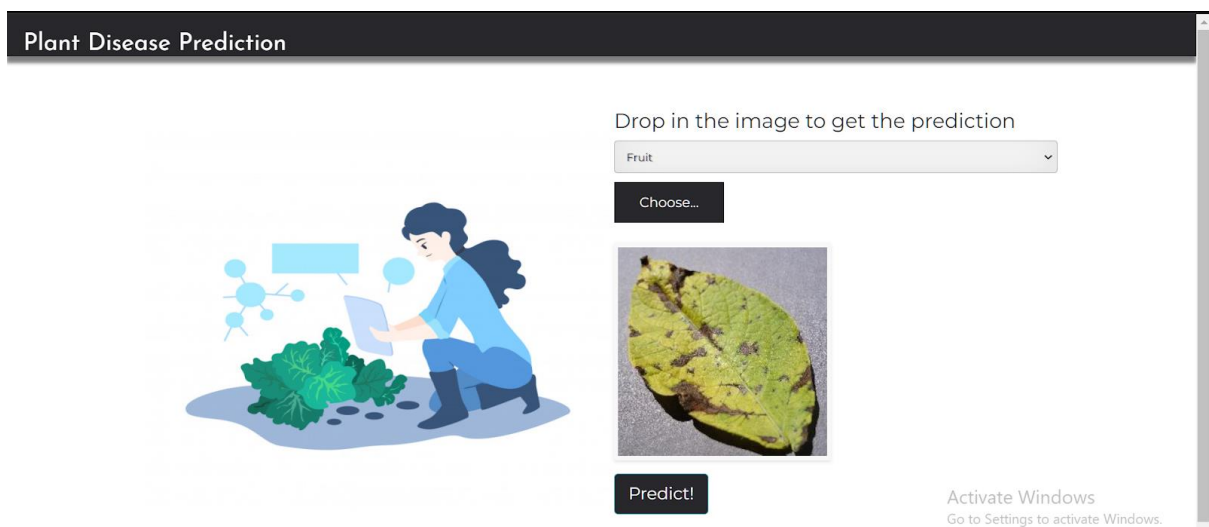 Plant Disease Prediction
Drop in the image to get the prediction
Fruit
Choose...
Predict!
Activate Windows
Go to Settings to activate Windows.